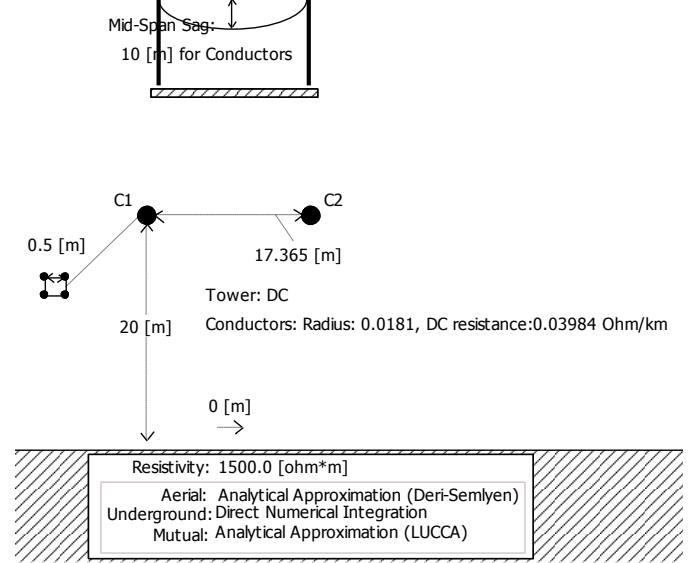 Mid-Span Sag:
10 [m] for Conductors
C1
C2
0.5 [m]
17.365 [m]
Tower: DC
20 [m]
Conductors: Radius: 0.0181, DC resistance:0.03984 Ohm/km
0 [m]
Resistivity: 1500.0 [ohm*m]
Aerial: Analytical Approximation (Deri-Semlyen)
Underground: Direct Numerical Integration
Mutual: Analytical Approximation (LUCCA)